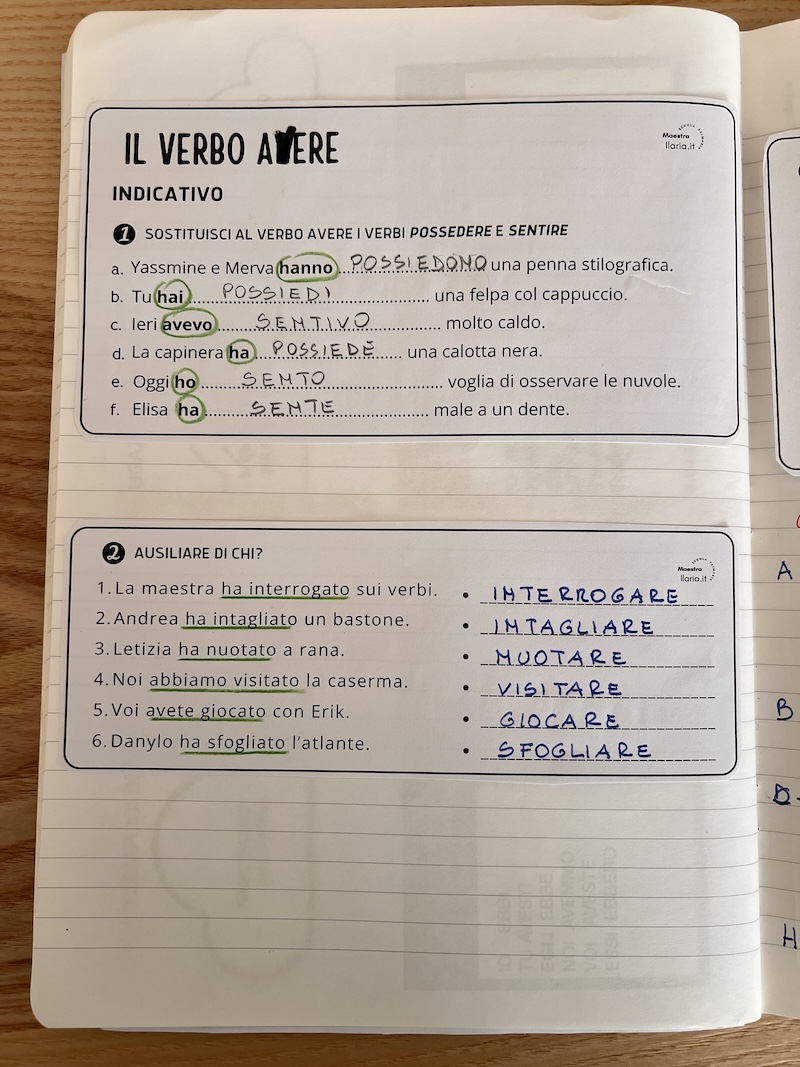 IL VERBO AVERE
SCUOLA PRIMARIA
Maestra
Ilaria.it
INDICATIVO
1 SOSTITUISCI AL VERBO AVERE I VERBI POSSEDERE E SENTIRE
a. Yassmine e Merva hanno...POSSIEDONO una penna stilografica.
b. Tu hai......POSSIEDI.................. una felpa col cappuccio.
c. Ieri avevo.......SENTIVO............. molto caldo.
d. La capinera ha...POSSIEDE..... una calotta nera.
e. Oggi ho........SENTO...................... voglia di osservare le nuvole.
f. Elisa ha.........SENTE.................. male a un dente.
2 AUSILIARE DI CHI?
Maestra
Ilaria.it
1. La maestra ha interrogato sui verbi. • INTERROGARE
2. Andrea ha intagliato un bastone. • INTAGLIARE
3. Letizia ha nuotato a rana. • NUOTARE
4. Noi abbiamo visitato la caserma. • VISITARE
5. Voi avete giocato con Erik. • GIOCARE
6. Danylo ha sfogliato l'atlante. • SFOGLIARE
A
B
D-
H